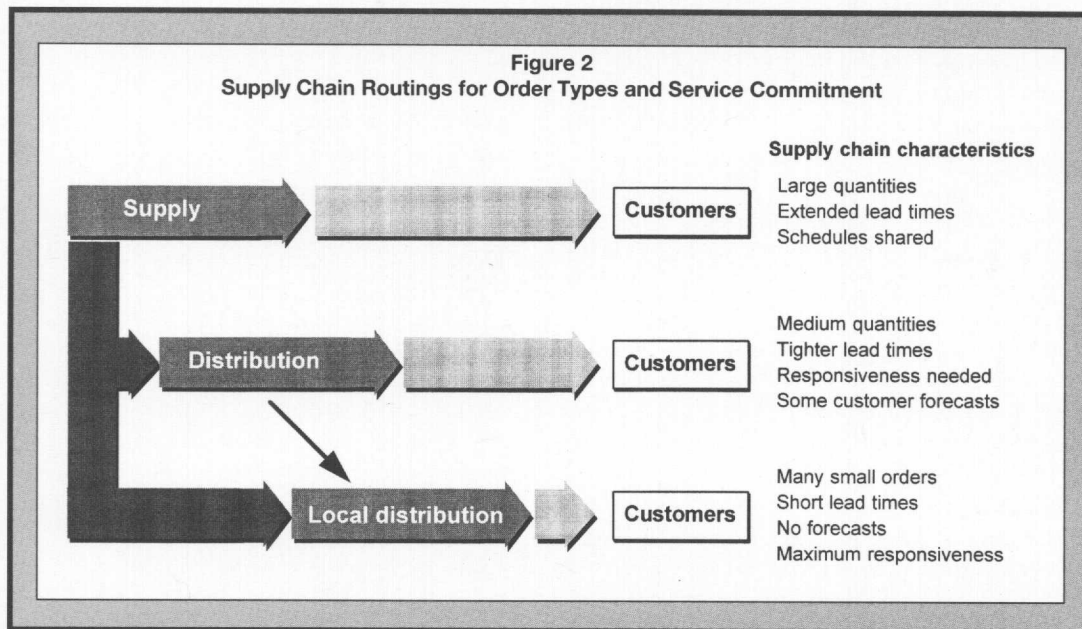 Figure 2
Supply Chain Routings for Order Types and Service Commitment
Supply chain characteristics
Supply
Customers
Large quantities
Extended lead times
Schedules shared
Distribution
Customers
Medium quantities
Tighter lead times
Responsiveness needed
Some customer forecasts
Local distribution
Customers
Many small orders
Short lead times
No forecasts
Maximum responsiveness